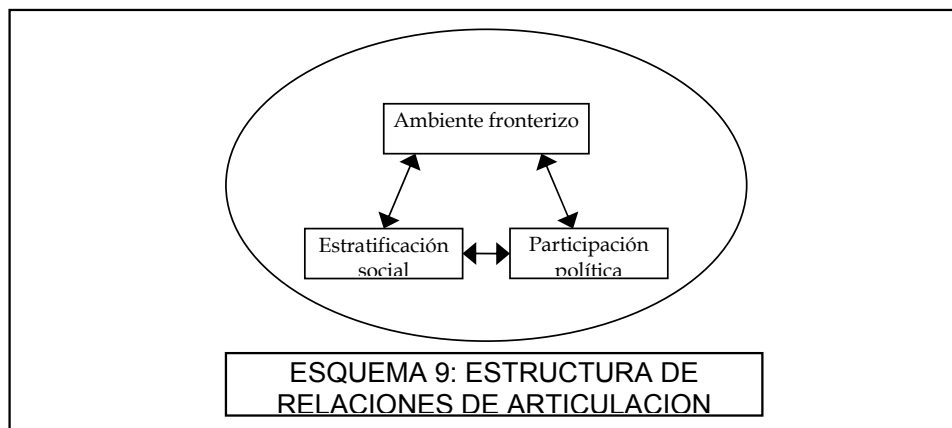 Ambiente fronterizo
Estratificación
social
Participación
política
ESQUEMA 9: ESTRUCTURA DE
RELACIONES DE ARTICULACION